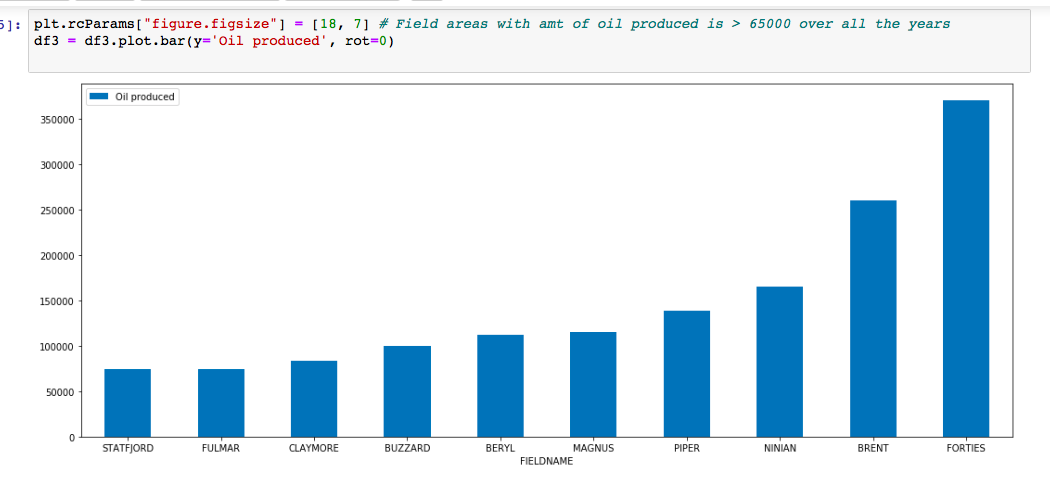 5]: plt.rcParams["figure.figsize"] = [18, 7] # Field areas with amt of oil produced is > 65000 over all the years
df3 = df3.plot.bar(y='Oil produced', rot=0)
Oil produced
350000
300000
250000
200000
150000
100000
50000
0
STATFJORD FULMAR CLAYMORE BUZZARD BERYL MAGNUS PIPER NINIAN BRENT FORTIES
FIELDNAME